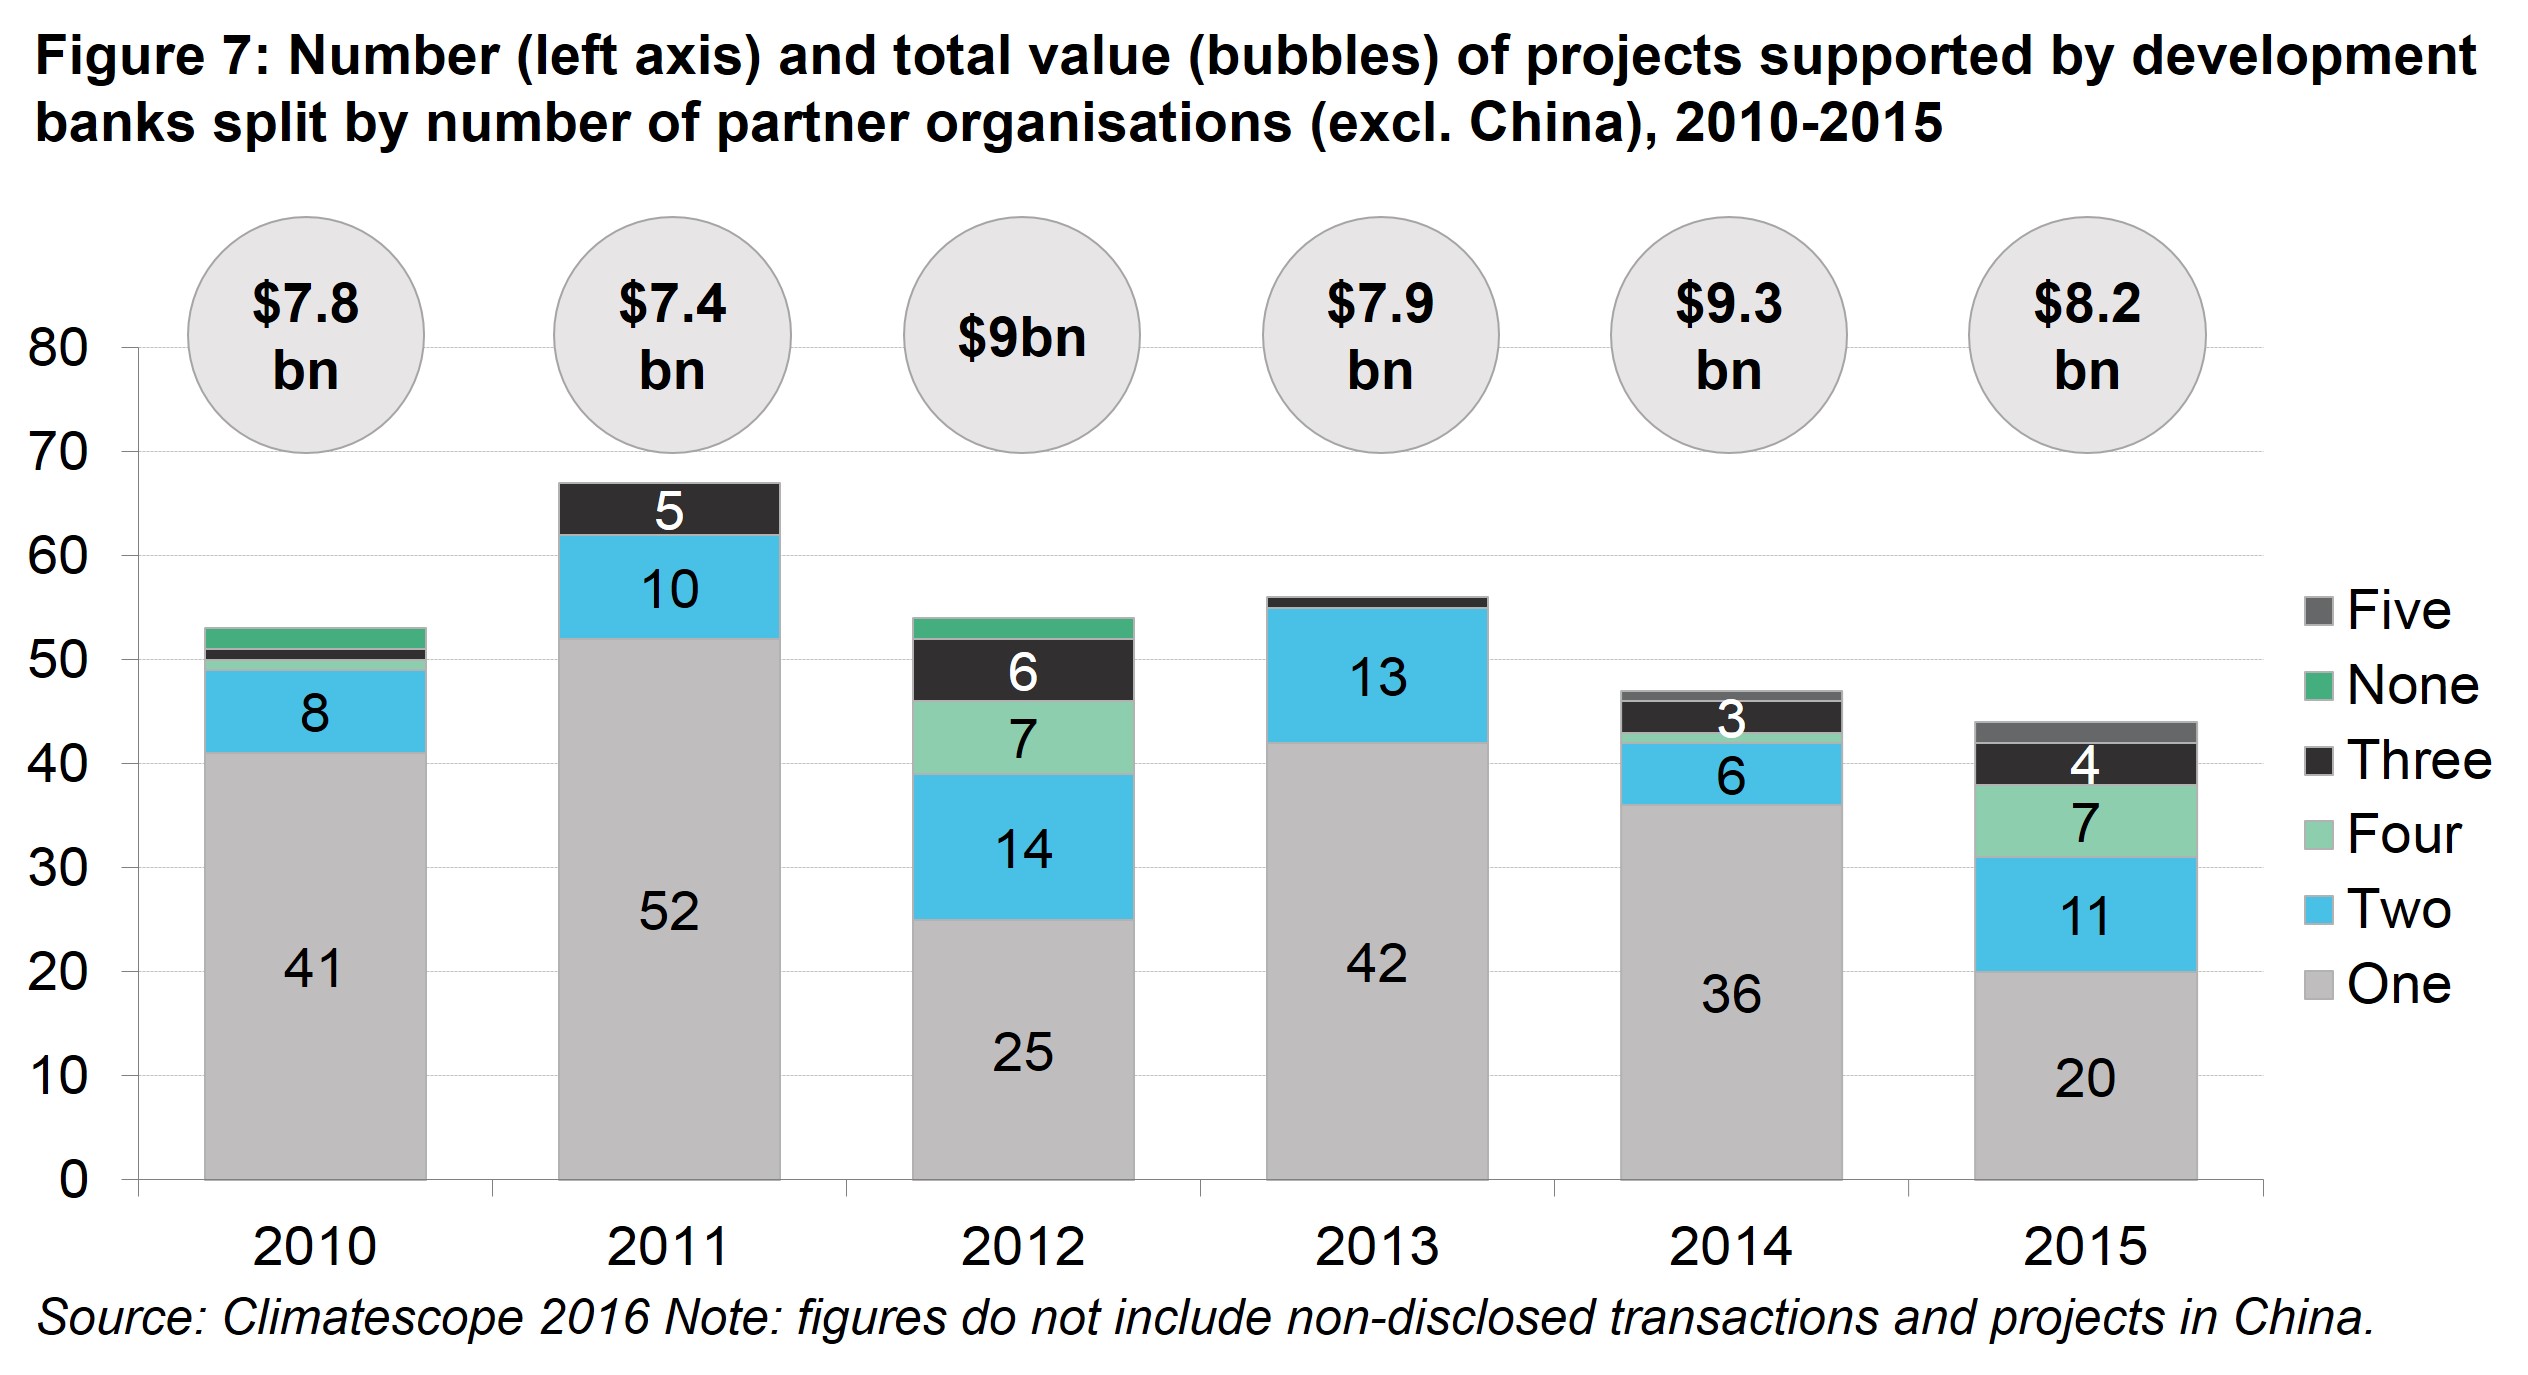 Figure 7: Number (left axis) and total value (bubbles) of projects supported by development
banks split by number of partner organisations (excl. China), 2010-2015
$7.8
bn
$7.4
bn
$9bn
$7.9
bn
$9.3
bn
$8.2
bn
80
70
60
50
40
30
20
10
0
8
41
5
10
52
6
7
14
25
13
42
3
6
36
4
7
11
20
Five
None
Three
Four
Two
One
2010
2011
2012
2013
2014
2015
Source: Climatescope 2016 Note: figures do not include non-disclosed transactions and projects in China.